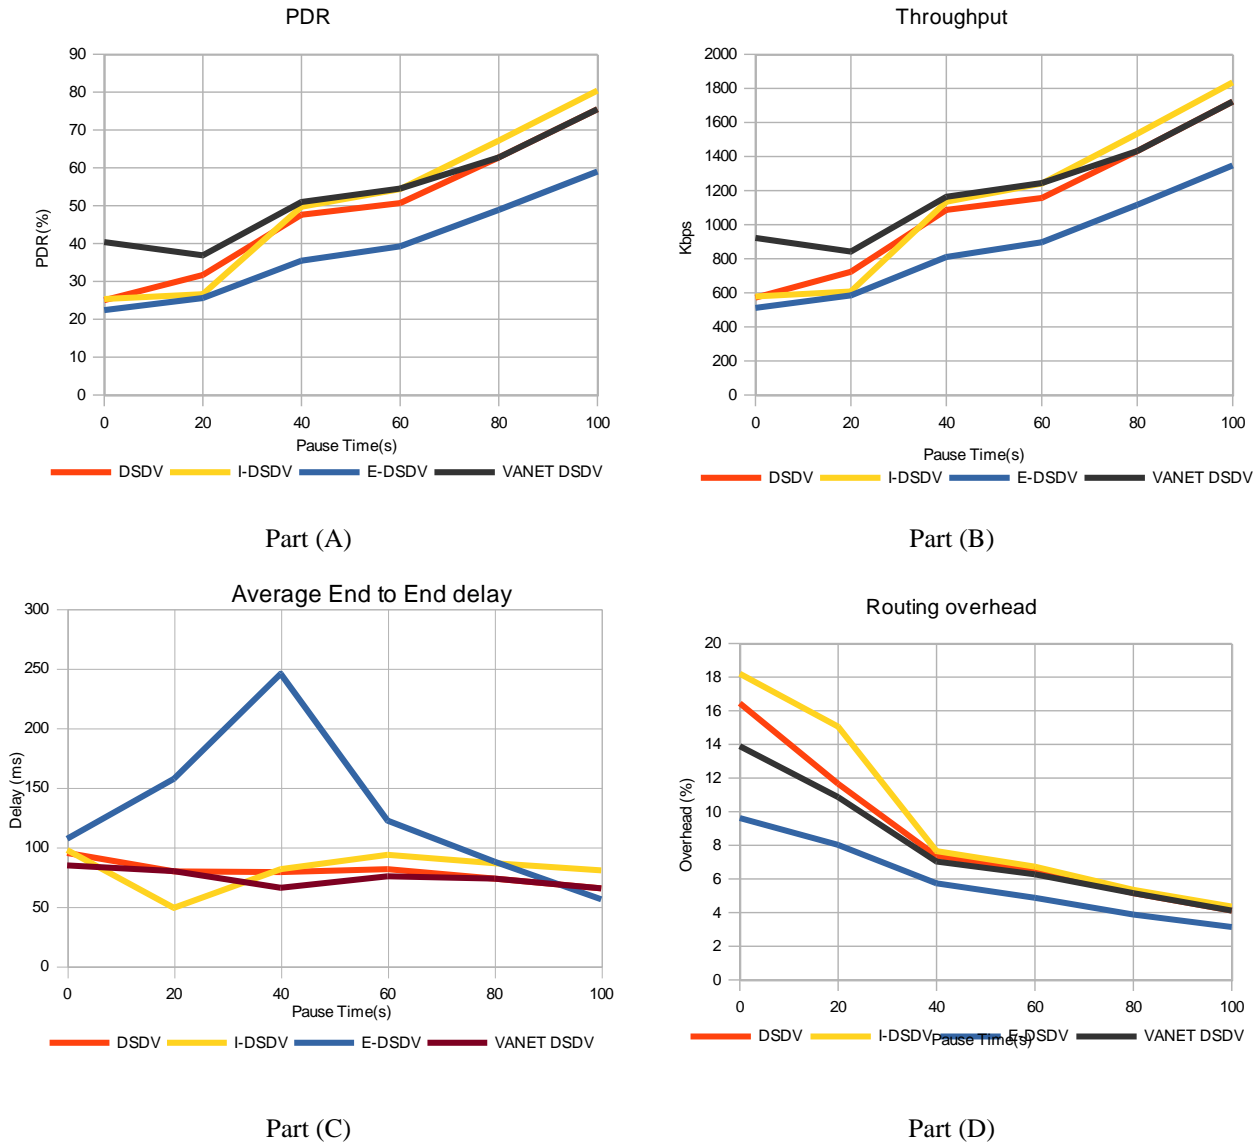 PDR
90
80
70
60
50
40
30
20
10
0
PDR(%)
0 20 40 60 80 100
Pause Time(s)
DSDV I-DSDV E-DSDV VANET DSDV
Part (A)
Throughput
2000
1800
1600
1400
1200
1000
800
600
400
200
0
Kbps
0 20 40 60 80 100
Pause Time(s)
DSDV I-DSDV E-DSDV VANET DSDV
Part (B)
Average End to End delay
300
250
200
150
100
50
0
Delay (ms)
0 20 40 60 80 100
Pause Time(s)
DSDV I-DSDV E-DSDV VANET DSDV
Part (C)
Routing overhead
20
18
16
14
12
10
8
6
4
2
0
Overhead (%)
0 20 40 60 80 100
Pause Time(s)
DSDV I-DSDV E-DSDV VANET DSDV
Part (D)